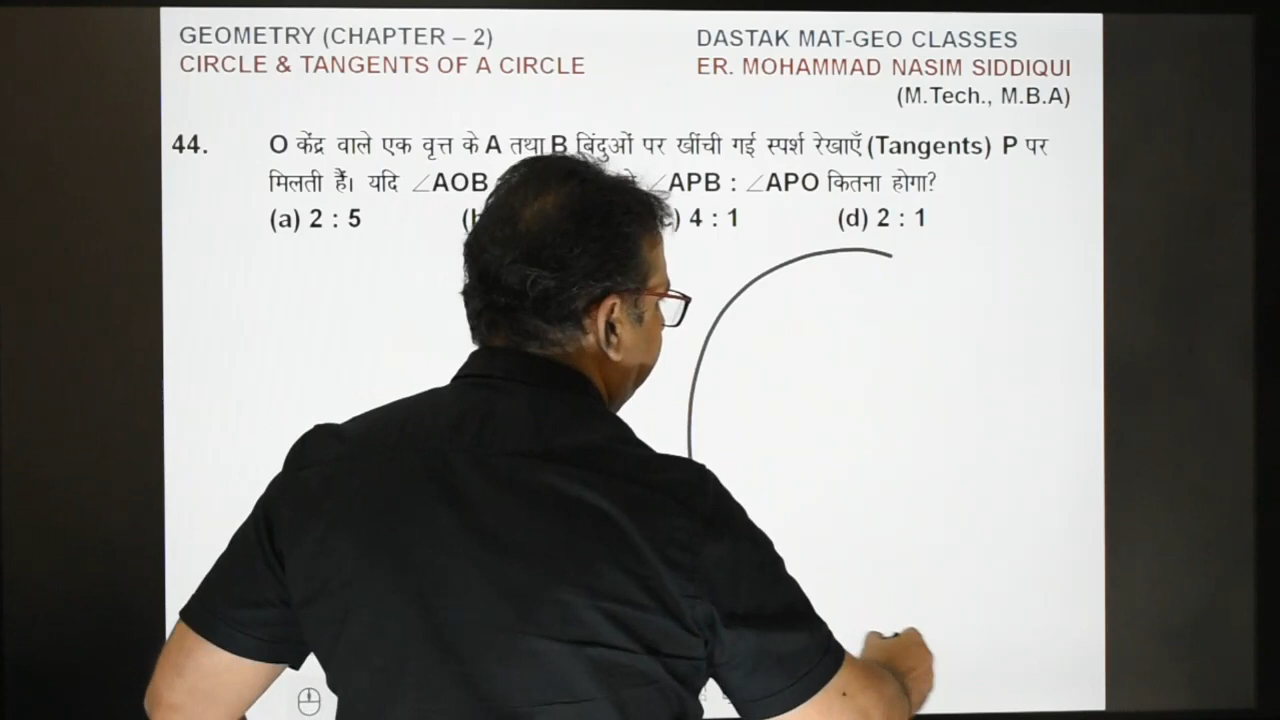 GEOMETRY (CHAPTER – 2)
CIRCLE & TANGENTS OF A CIRCLE
DASTAK MAT-GEO CLASSES
ER. MOHAMMAD NASIM SIDDIQUI
(M.Tech., M.B.A)
44. O केंद्र वाले एक वृत्त के A तथा B बिंदुओं पर खींची गई स्पर्श रेखाएँ (Tangents) P पर
मिलती हैं। यदि ∠AOB ∠APB : ∠APO कितना होगा?
(a) 2 : 5 4 : 1 (d) 2 : 1